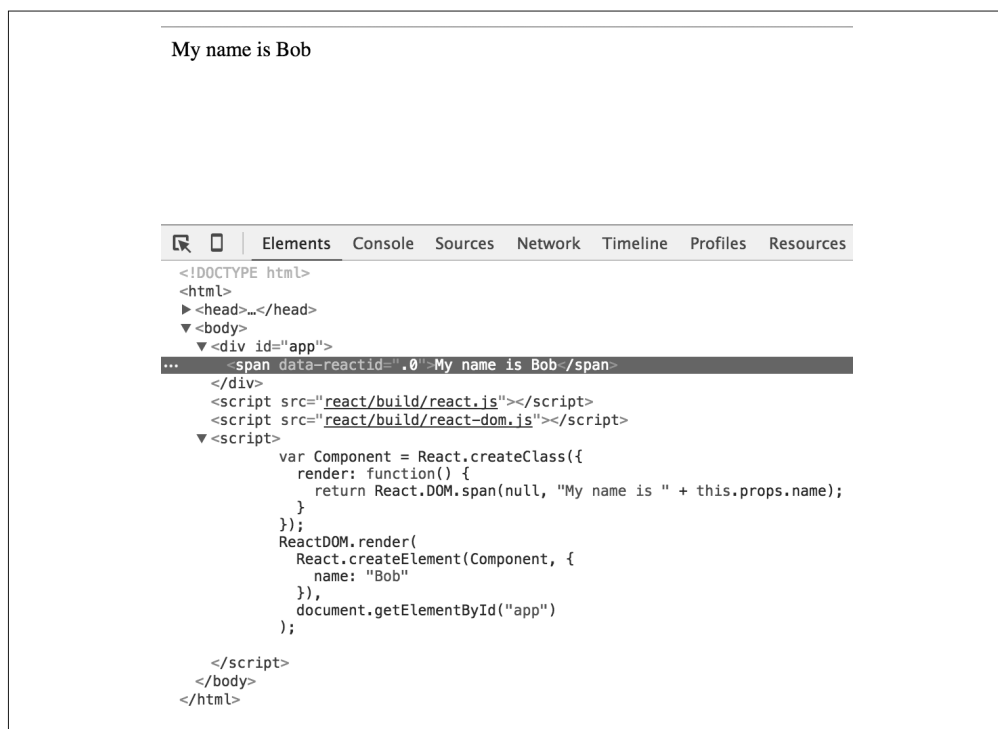 My name is Bob
Elements Console Sources Network Timeline Profiles Resources
<!DOCTYPE html>
<html>
▶<head>…</head>
▼<body>
▼<div id="app">
… <span data-reactid=".0">My name is Bob</span>
</div>
<script src="react/build/react.js"></script>
<script src="react/build/react-dom.js"></script>
▼<script>
var Component = React.createClass({
render: function() {
return React.DOM.span(null, "My name is " + this.props.name);
}
});
ReactDOM.render(
React.createElement(Component, {
name: "Bob"
}),
document.getElementById("app")
);
</script>
</body>
</html>